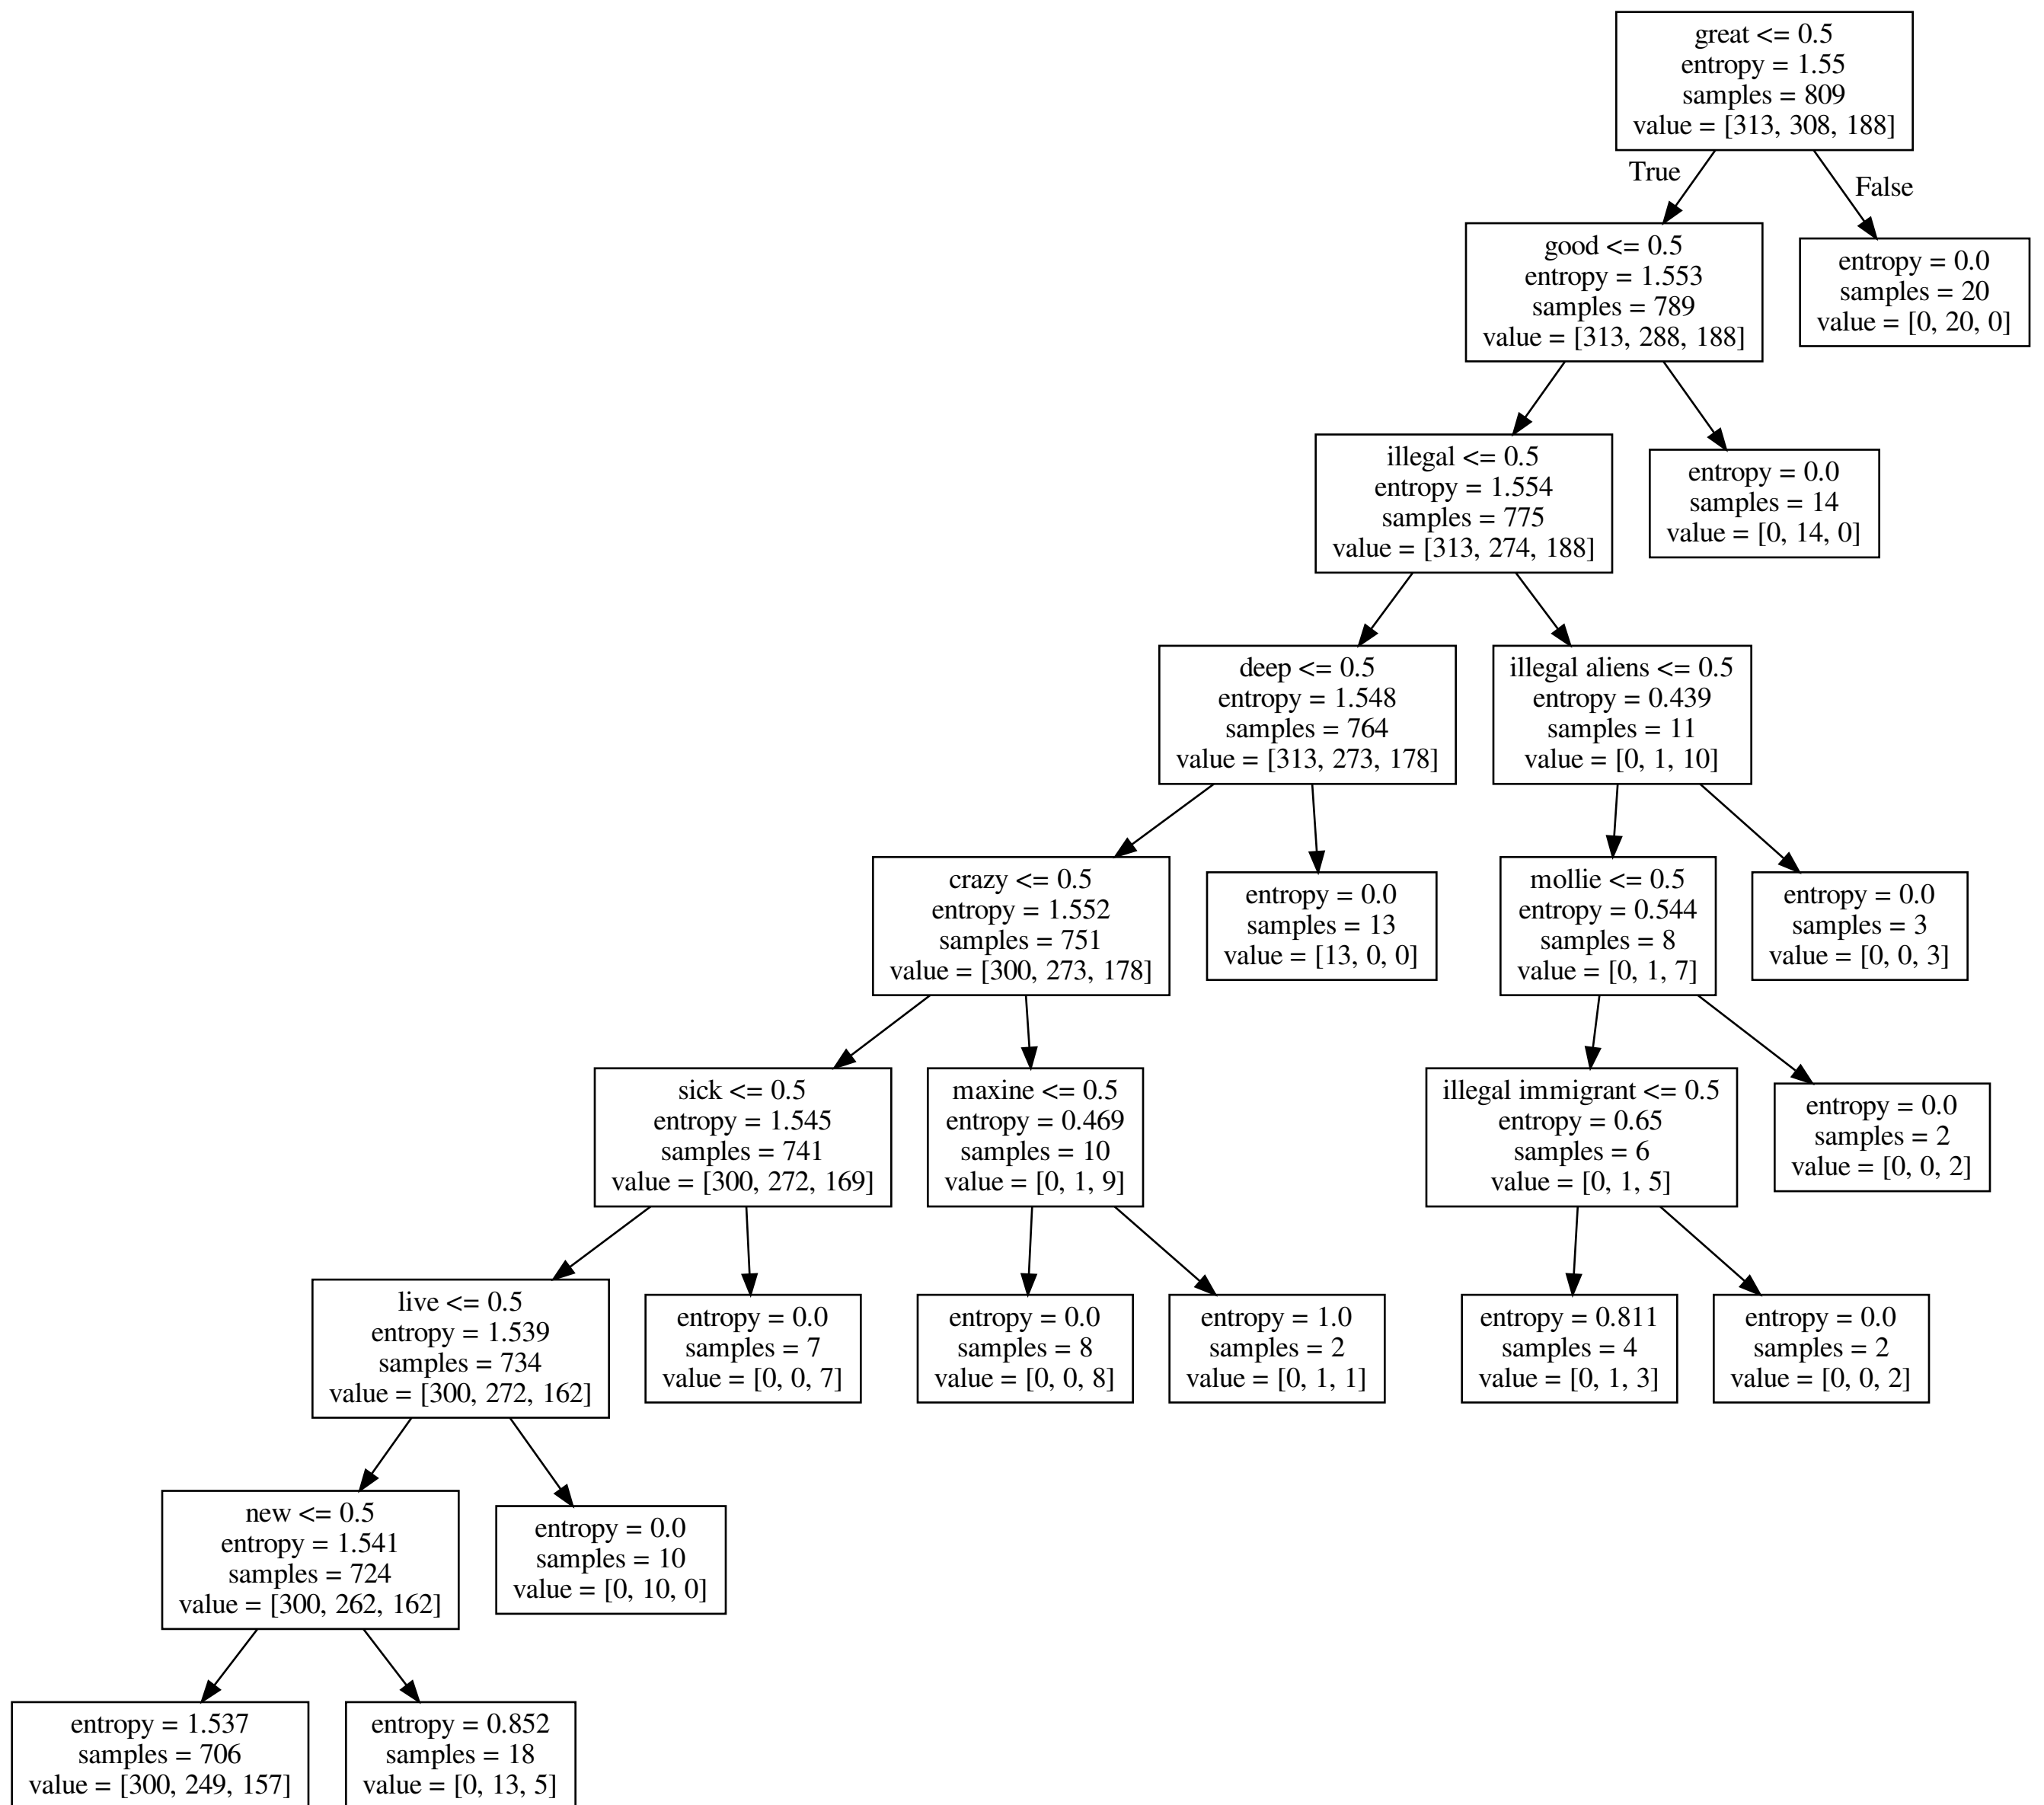 great <= 0.5
entropy = 1.55
samples = 809
value = [313, 308, 188]
True
False
good <= 0.5
entropy = 1.553
samples = 789
value = [313, 288, 188]
entropy = 0.0
samples = 20
value = [0, 20, 0]
illegal <= 0.5
entropy = 1.554
samples = 775
value = [313, 274, 188]
entropy = 0.0
samples = 14
value = [0, 14, 0]
deep <= 0.5
entropy = 1.548
samples = 764
value = [313, 273, 178]
illegal aliens <= 0.5
entropy = 0.439
samples = 11
value = [0, 1, 10]
crazy <= 0.5
entropy = 1.552
samples = 751
value = [300, 273, 178]
entropy = 0.0
samples = 13
value = [13, 0, 0]
mollie <= 0.5
entropy = 0.544
samples = 8
value = [0, 1, 7]
entropy = 0.0
samples = 3
value = [0, 0, 3]
sick <= 0.5
entropy = 1.545
samples = 741
value = [300, 272, 169]
maxine <= 0.5
entropy = 0.469
samples = 10
value = [0, 1, 9]
illegal immigrant <= 0.5
entropy = 0.65
samples = 6
value = [0, 1, 5]
entropy = 0.0
samples = 2
value = [0, 0, 2]
live <= 0.5
entropy = 1.539
samples = 734
value = [300, 272, 162]
entropy = 0.0
samples = 7
value = [0, 0, 7]
entropy = 0.0
samples = 8
value = [0, 0, 8]
entropy = 1.0
samples = 2
value = [0, 1, 1]
entropy = 0.811
samples = 4
value = [0, 1, 3]
entropy = 0.0
samples = 2
value = [0, 0, 2]
new <= 0.5
entropy = 1.541
samples = 724
value = [300, 262, 162]
entropy = 0.0
samples = 10
value = [0, 10, 0]
entropy = 1.537
samples = 706
value = [300, 249, 157]
entropy = 0.852
samples = 18
value = [0, 13, 5]